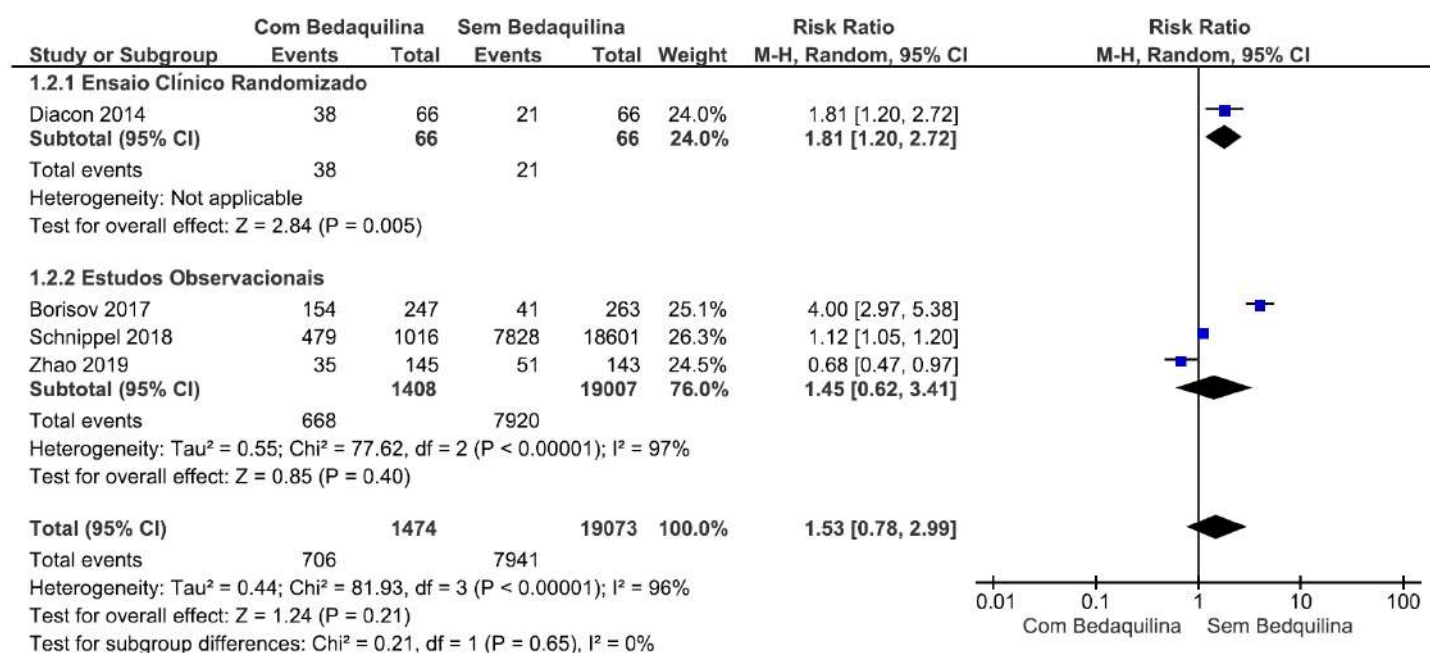 Com Bedaquilina Sem Bedaquilina Risk Ratio Risk Ratio
Study or Subgroup Events Total Events Total Weight M-H, Random, 95% CI M-H, Random, 95% CI
1.2.1 Ensaio Clínico Randomizado
Diacon 2014 38 66 21 66 24.0% 1.81 [1.20, 2.72]
Subtotal (95% CI) 66 66 24.0% 1.81 [1.20, 2.72]
Total events 38 21
Heterogeneity: Not applicable
Test for overall effect: Z = 2.84 (P = 0.005)
1.2.2 Estudos Observacionais
Borisov 2017 154 247 41 263 25.1% 4.00 [2.97, 5.38]
Schnippel 2018 479 1016 7828 18601 26.3% 1.12 [1.05, 1.20]
Zhao 2019 35 145 51 143 24.5% 0.68 [0.47, 0.97]
Subtotal (95% CI) 1408 19007 76.0% 1.45 [0.62, 3.41]
Total events 668 7920
Heterogeneity: Tau² = 0.55; Chi² = 77.62, df = 2 (P < 0.00001); I² = 97%
Test for overall effect: Z = 0.85 (P = 0.40)
Total (95% CI) 1474 19073 100.0% 1.53 [0.78, 2.99]
Total events 706 7941
Heterogeneity: Tau² = 0.44; Chi² = 81.93, df = 3 (P < 0.00001); I² = 96%
Test for overall effect: Z = 1.24 (P = 0.21)
Test for subgroup differences: Chi² = 0.21, df = 1 (P = 0.65), I² = 0%
0.01 0.1 1 10 100
Com Bedaquilina Sem Bedquilina